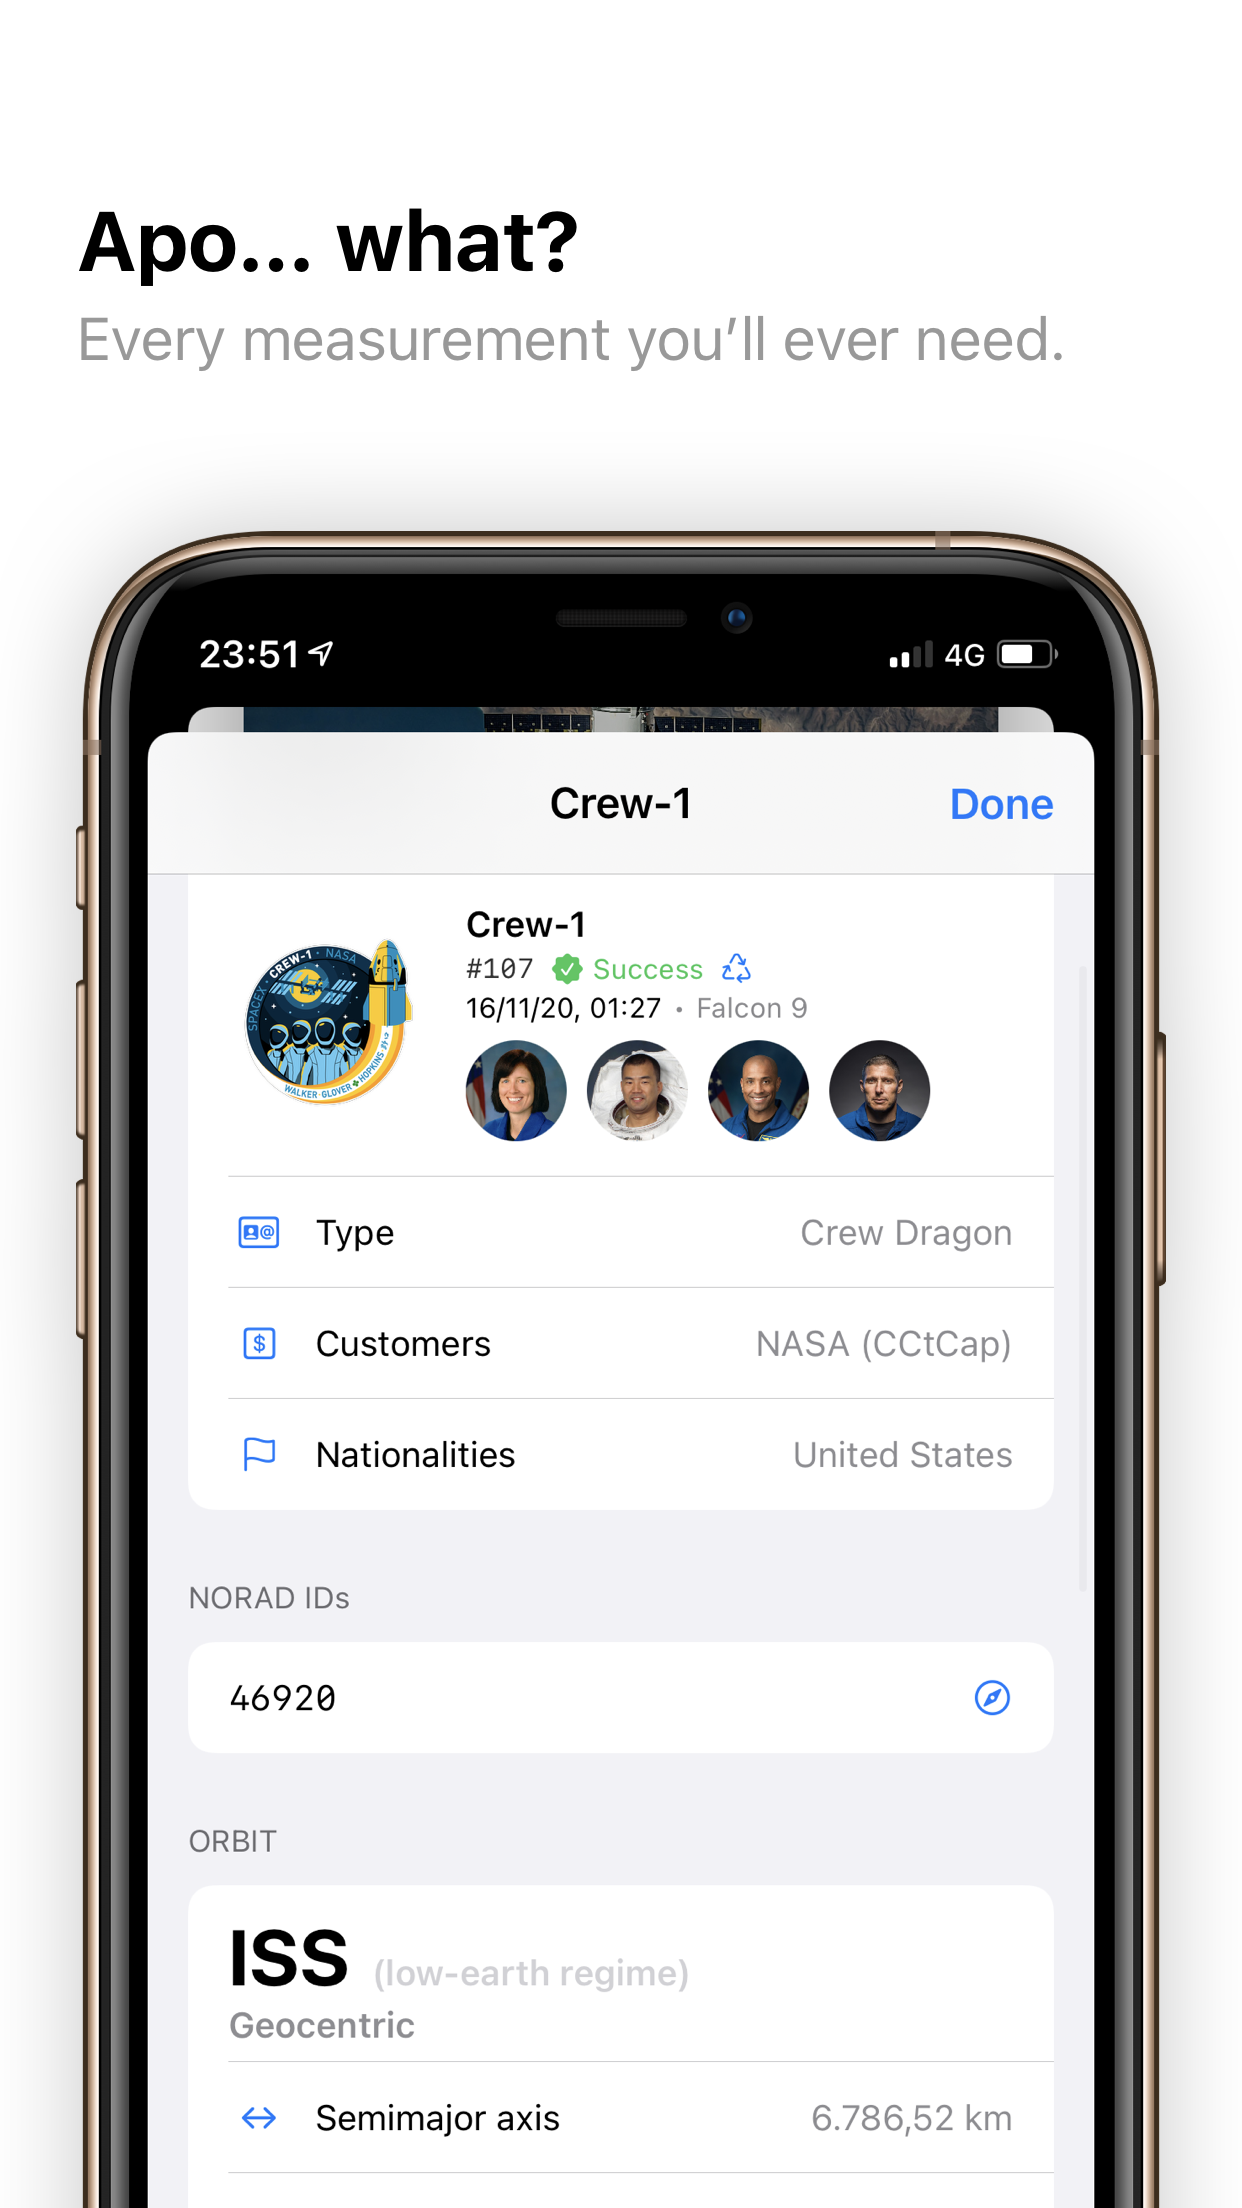 Apo... what?
Every measurement you’ll ever need.
23:51
4G
Crew-1
Done
CREW-1 · NASA
SPACEX
WALKER · GLOVER
HOPKINS
Crew-1
#107 Success
16/11/20, 01:27 • Falcon 9
Type
Crew Dragon
Customers
NASA (CCtCap)
Nationalities
United States
NORAD IDs
46920
ORBIT
ISS (low-earth regime)
Geocentric
Semimajor axis
6.786,52 km